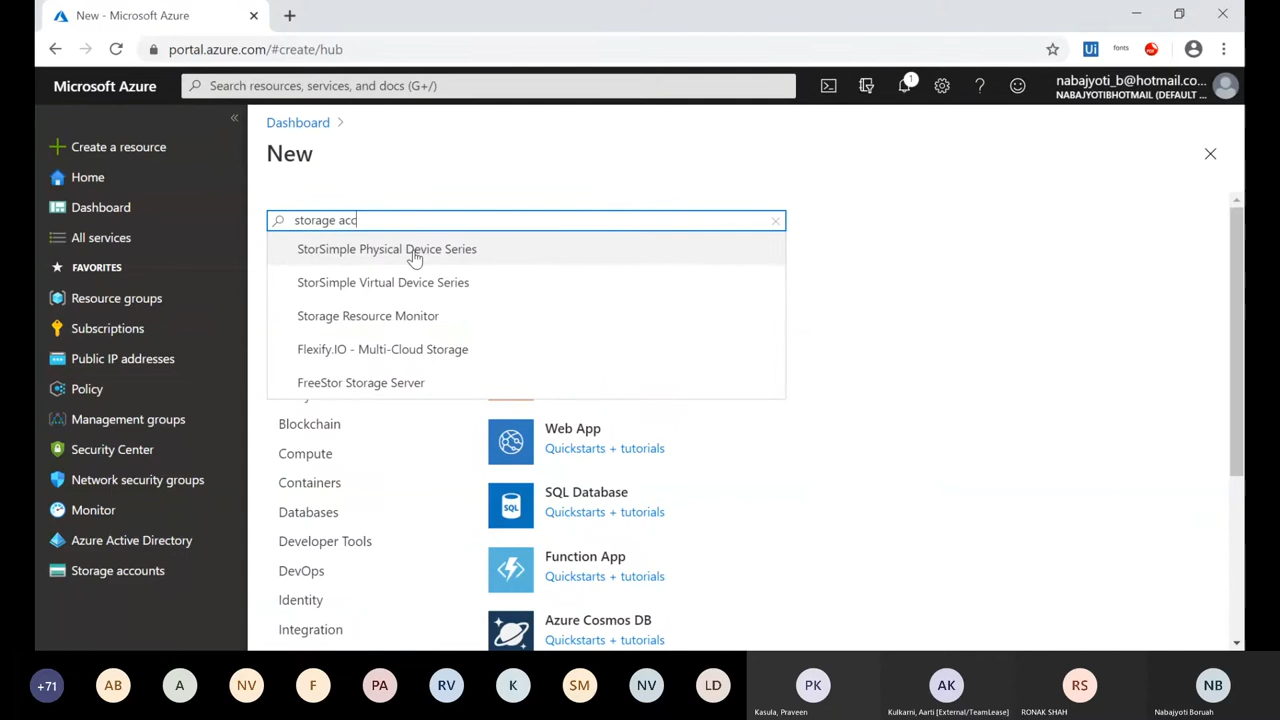 New - Microsoft Azure
portal.azure.com/#create/hub
Ui
fonts
PDF
Microsoft Azure
Search resources, services, and docs (G+/)
1
nabajyoti_b@hotmail.co...
NABAJYOTIBHOTMAIL (DEFAULT ...
Create a resource
Home
Dashboard
All services
FAVORITES
Resource groups
Subscriptions
Public IP addresses
Policy
Management groups
Security Center
Network security groups
Monitor
Azure Active Directory
Storage accounts
Dashboard
New
storage acc
StorSimple Physical Device Series
StorSimple Virtual Device Series
Storage Resource Monitor
Flexify.IO - Multi-Cloud Storage
FreeStor Storage Server
Blockchain
Compute
Containers
Databases
Developer Tools
DevOps
Identity
Integration
Web App
Quickstarts + tutorials
SQL
SQL Database
Quickstarts + tutorials
Function App
Quickstarts + tutorials
Azure Cosmos DB
Quickstarts + tutorials
+71
AB
A
NV
F
PA
RV
K
SM
NV
LD
PK
Kasula, Praveen
AK
Kulkarni, Aarti [External/TeamLease]
RS
RONAK SHAH
NB
Nabajyoti Boruah